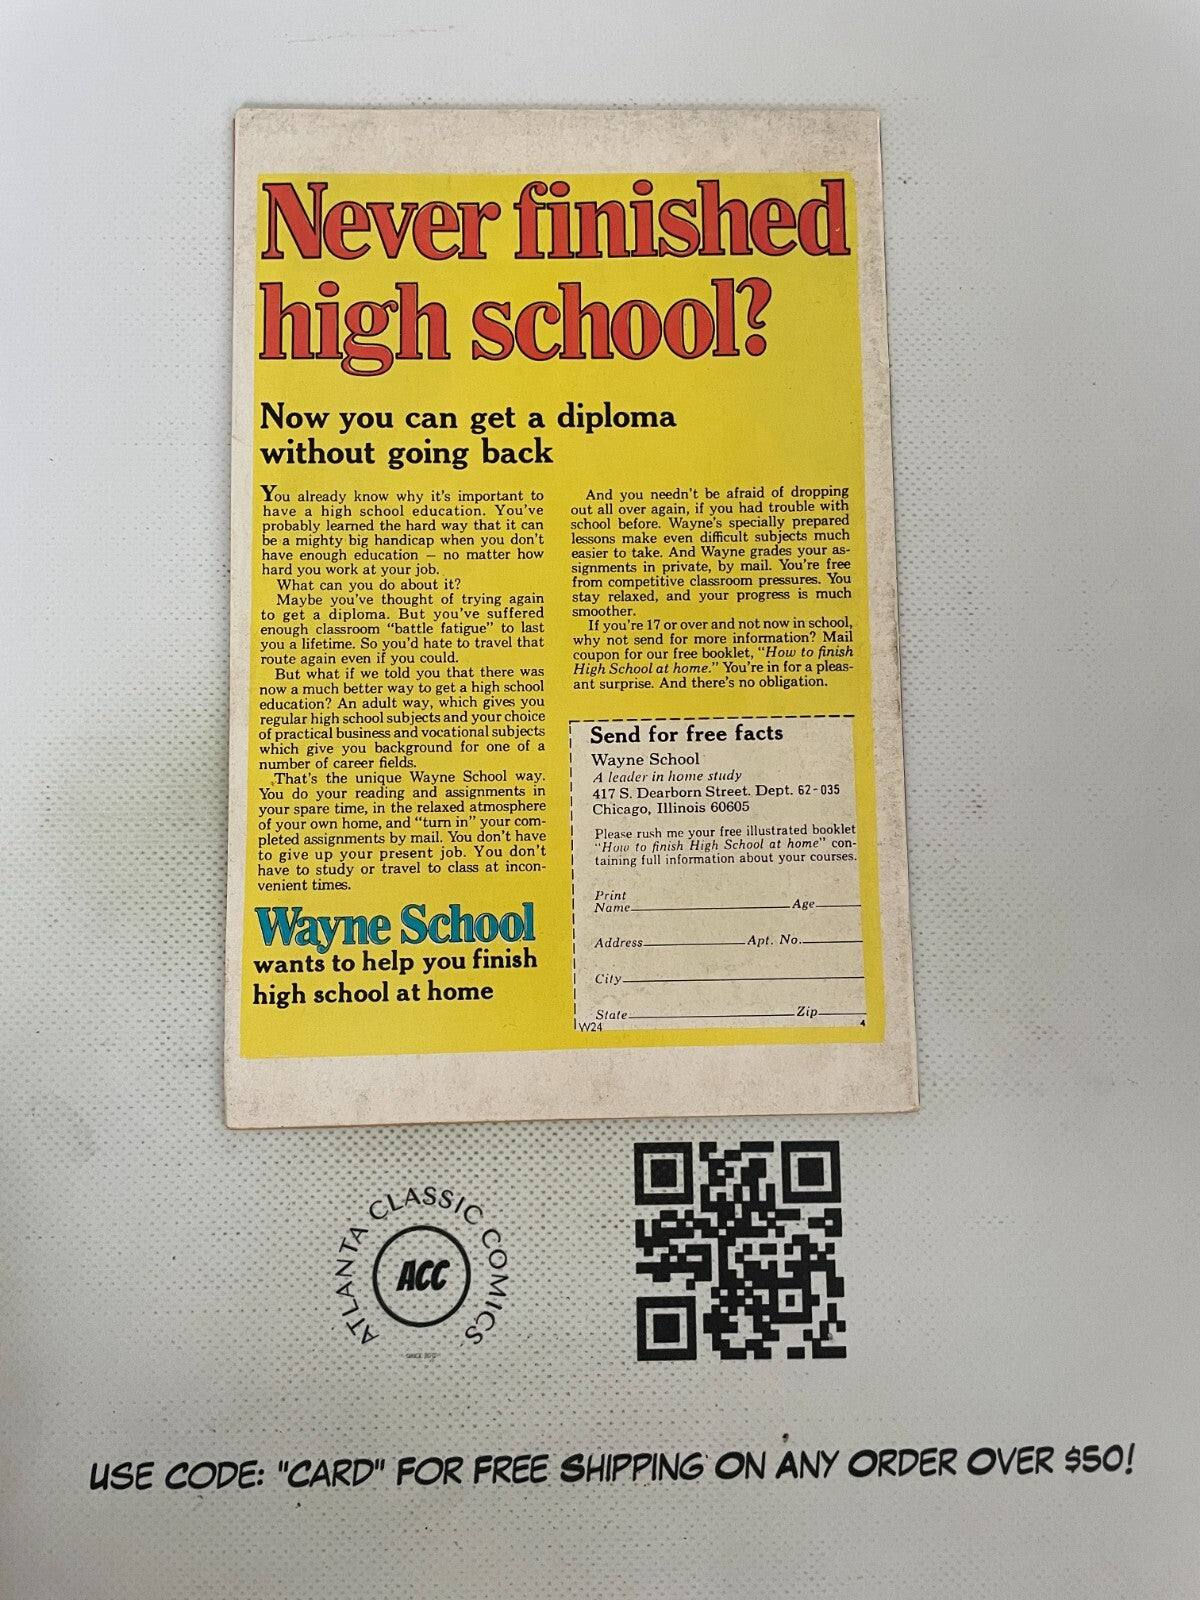 Never finished
high school?
Now you can get a diploma
without going back
You already know why it's important to
have a high school education. You've
probably learned the hard way that it can
be a mighty big handicap when you don't
have enough education — no matter how
hard you work at your job.
What can you do about it?
Maybe you've thought of trying again
to get a diploma. But you've suffered
enough classroom "battle fatigue" to last
you a lifetime. So you'd hate to travel that
route again even if you could.
But what if we told you that there was
now a much better way to get a high school
education? An adult way, which gives you
regular high school subjects and your choice
of practical business and vocational subjects
which give you background for one of a
number of career fields.
That's the unique Wayne School way.
You do your reading and assignments in
your spare time, in the relaxed atmosphere
of your own home, and "turn in" your com-
pleted assignments by mail. You don't have
to give up your present job. You don't
have to study or travel to class at incon-
venient times.
Wayne School
wants to help you finish
high school at home
And you needn't be afraid of dropping
out all over again, if you had trouble with
school before. Wayne's specially prepared
lessons make even difficult subjects much
easier to take. And Wayne grades your as-
signments in private, by mail. You're free
from competitive classroom pressures. You
stay relaxed, and your progress is much
smoother.
If you're 17 or over and not now in school,
why not send for more information? Mail
coupon for our free booklet, "How to finish
High School at home." You're in for a pleas-
ant surprise. And there's no obligation.
Send for free facts
Wayne School
A leader in home study
417 S. Dearborn Street. Dept. 62-035
Chicago, Illinois 60605
Please rush me your free illustrated booklet
"How to finish High School at home" con-
taining full information about your courses.
Print
Name Age
Address Apt. No.
City
State Zip
W24 4
ATLANTA CLASSIC COMICS
ACC
USE CODE: "CARD" FOR FREE SHIPPING ON ANY ORDER OVER $50!